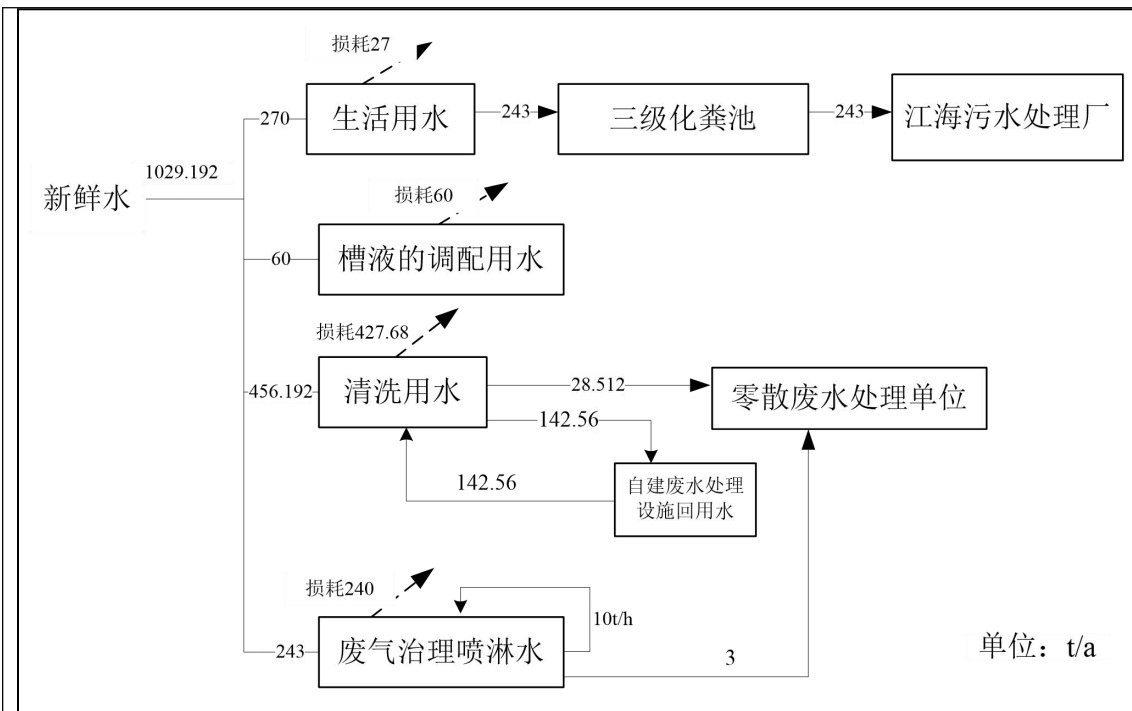 损耗27
270
生活用水
243
三级化粪池
243
江海污水处理厂
1029.192
新鲜水
损耗60
60
槽液的调配用水
损耗427.68
456.192
清洗用水
28.512
零散废水处理单位
142.56
142.56
自建废水处理
设施回用水
损耗240
10t/h
243
废气治理喷淋水
3
单位：t/a